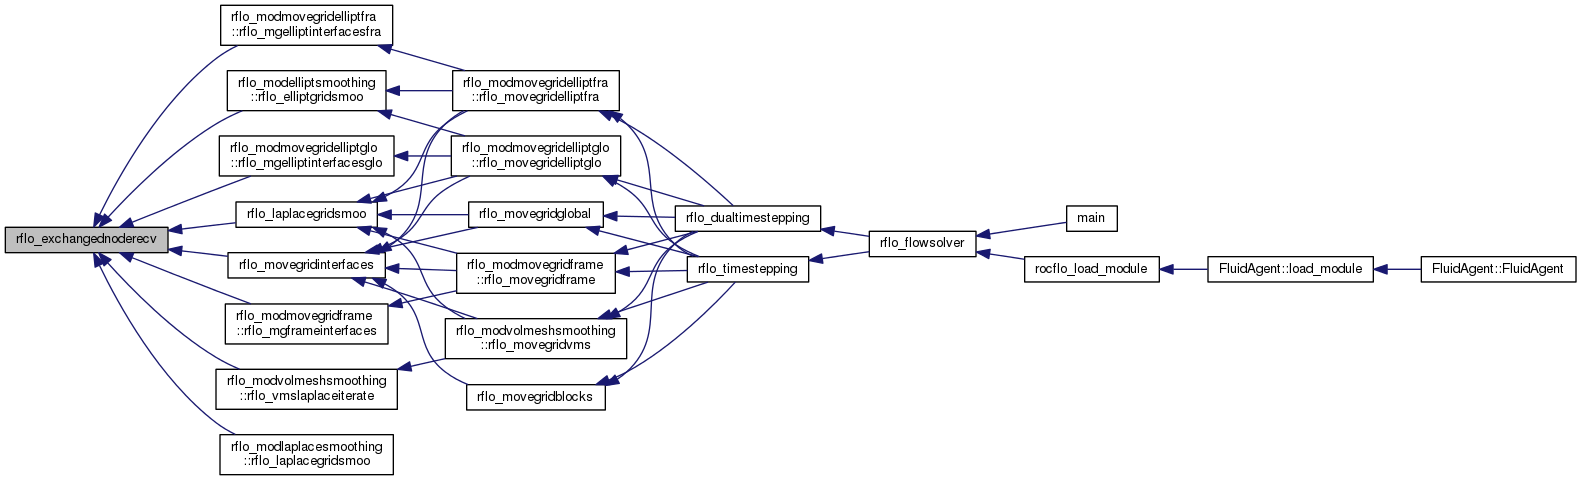 rflo_modmovegridelliptfra
::rflo_mgelliptinterfacesfra
rflo_modelliptsmoothing
::rflo_elliptgridsmoo
rflo_modmovegridelliptfra
::rflo_movegridelliptfra
rflo_modmovegridelliptglo
::rflo_mgelliptinterfacesglo
rflo_modmovegridelliptglo
::rflo_movegridelliptglo
rflo_laplacegridsmoo
rflo_movegridglobal
rflo_dualtimestepping
main
rflo_exchangednoderecv
rflo_flowsolver
rflo_movegridinterfaces
rflo_modmovegridframe
::rflo_movegridframe
rflo_timestepping
rocflo_load_module
FluidAgent::load_module
FluidAgent::FluidAgent
rflo_modmovegridframe
::rflo_mgframeinterfaces
rflo_modvolmeshsmoothing
::rflo_movegridvms
rflo_modvolmeshsmoothing
::rflo_vmslaplaceiterate
rflo_movegridblocks
rflo_modlaplacesmoothing
::rflo_laplacegridsmoo